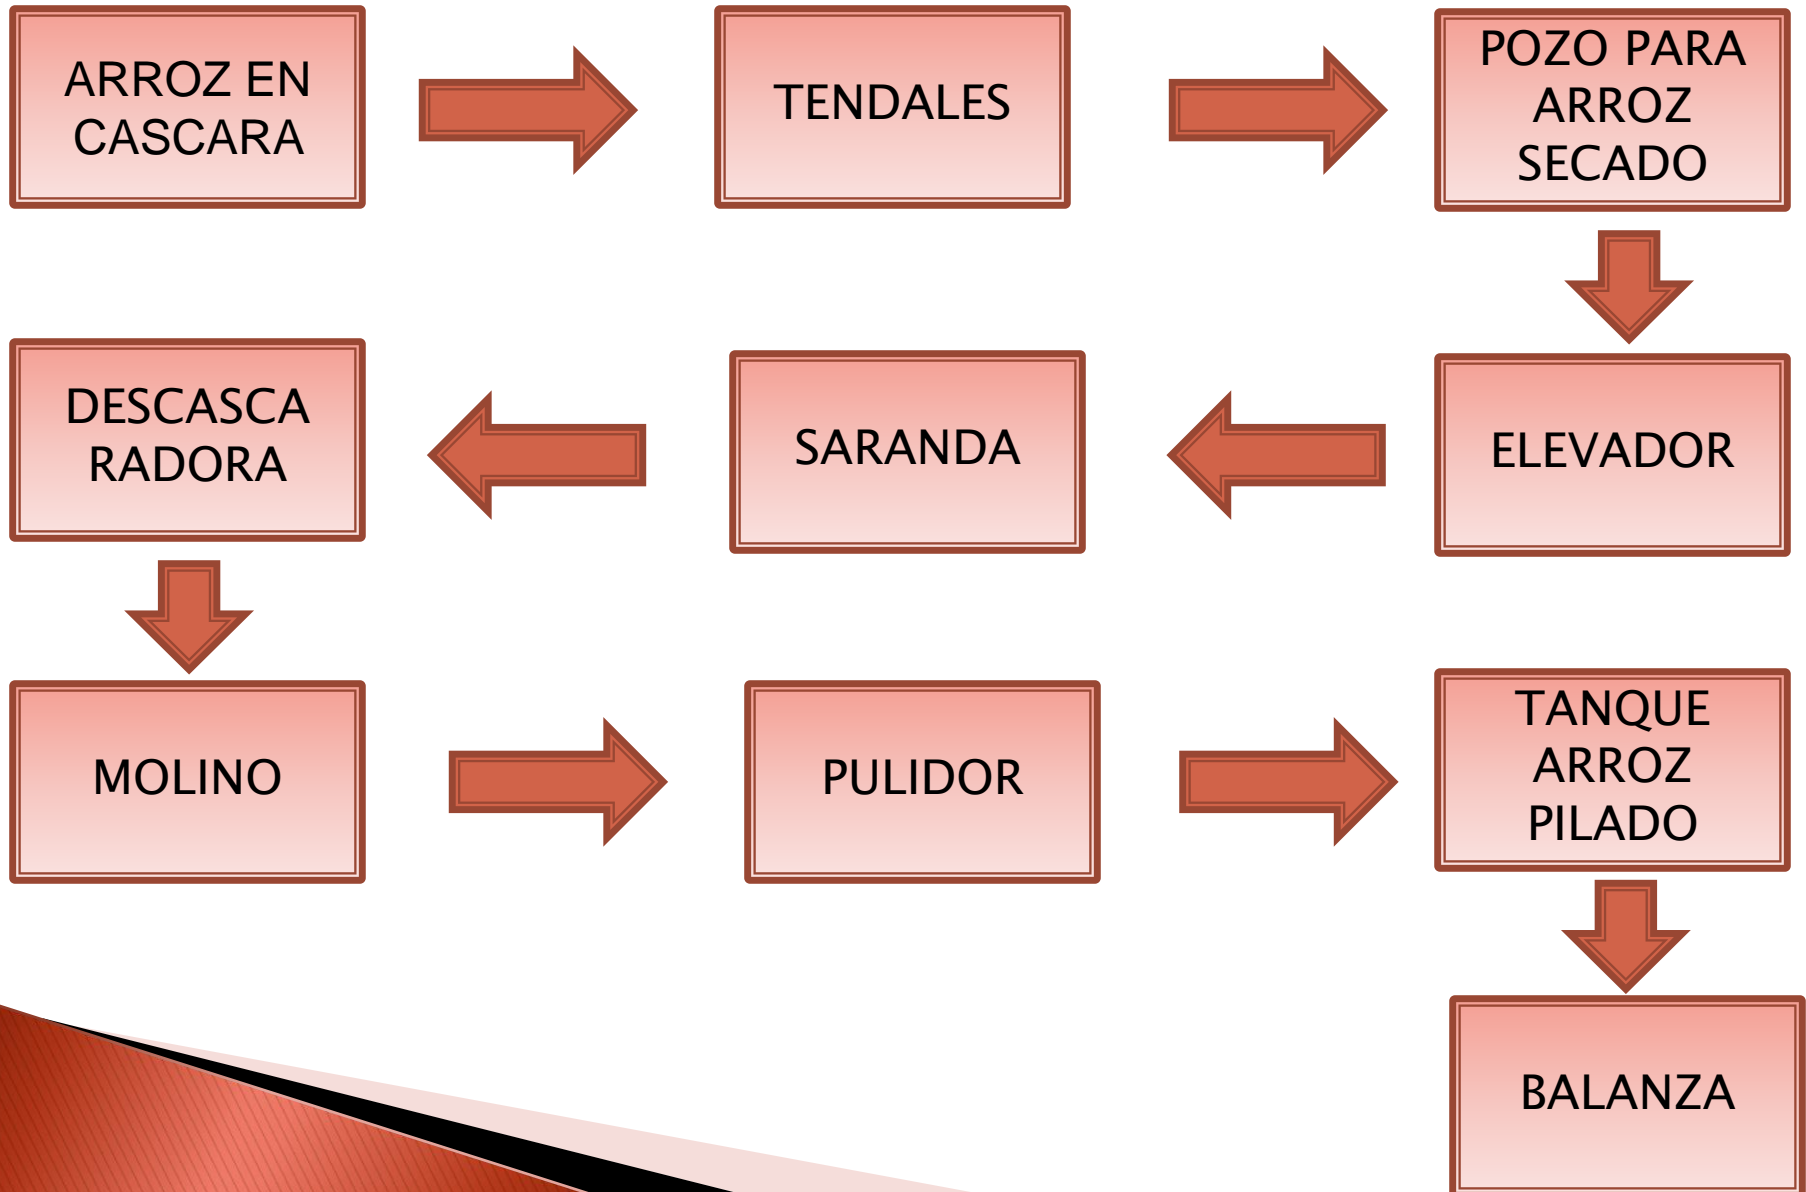 ARROZ EN
CASCARA
TENDALES
POZO PARA
ARROZ
SECADO
DESCASCA
RADORA
SARANDA
ELEVADOR
MOLINO
PULIDOR
TANQUE
ARROZ
PILADO
BALANZA